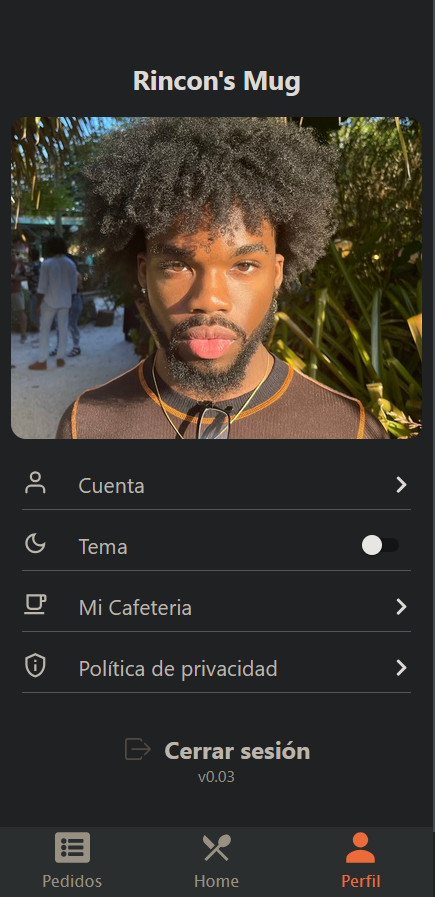 Rincon's Mug
Cuenta
Tema
Mi Cafeteria
Política de privacidad
Cerrar sesión
v0.03
Pedidos Home Perfil